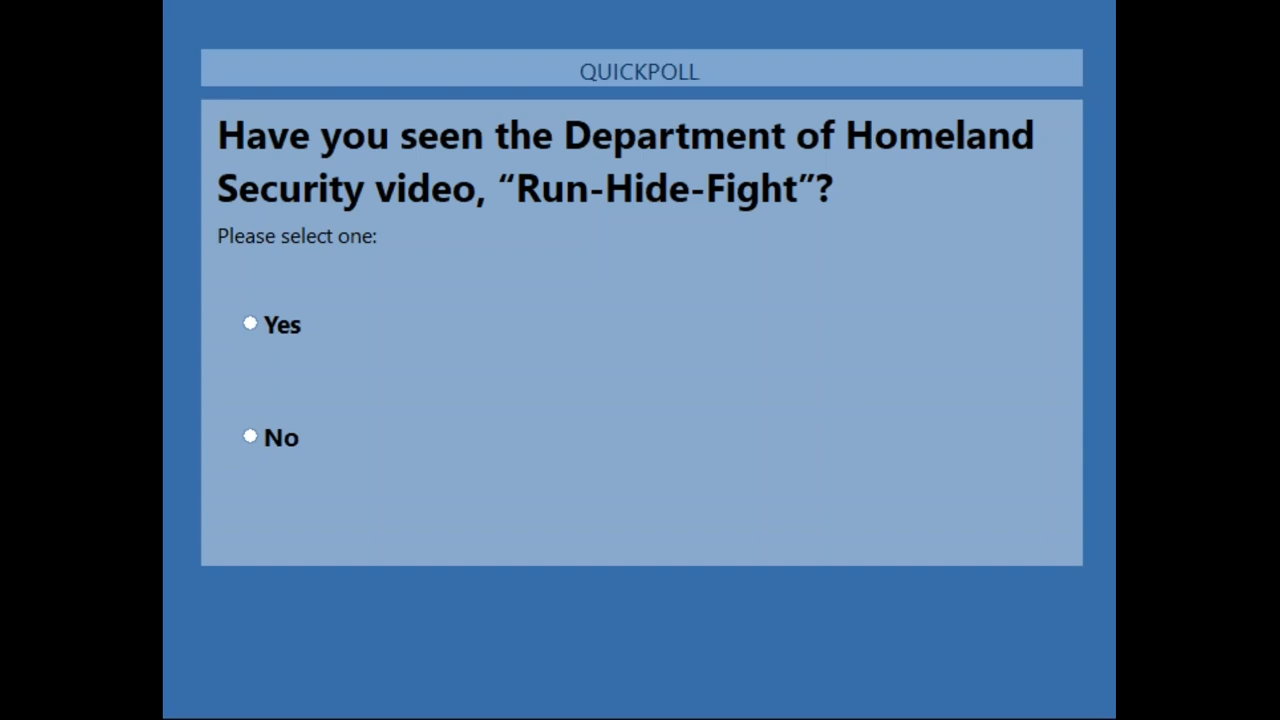 QUICKPOLL
Have you seen the Department of Homeland
Security video, “Run-Hide-Fight”?
Please select one:
Yes
No